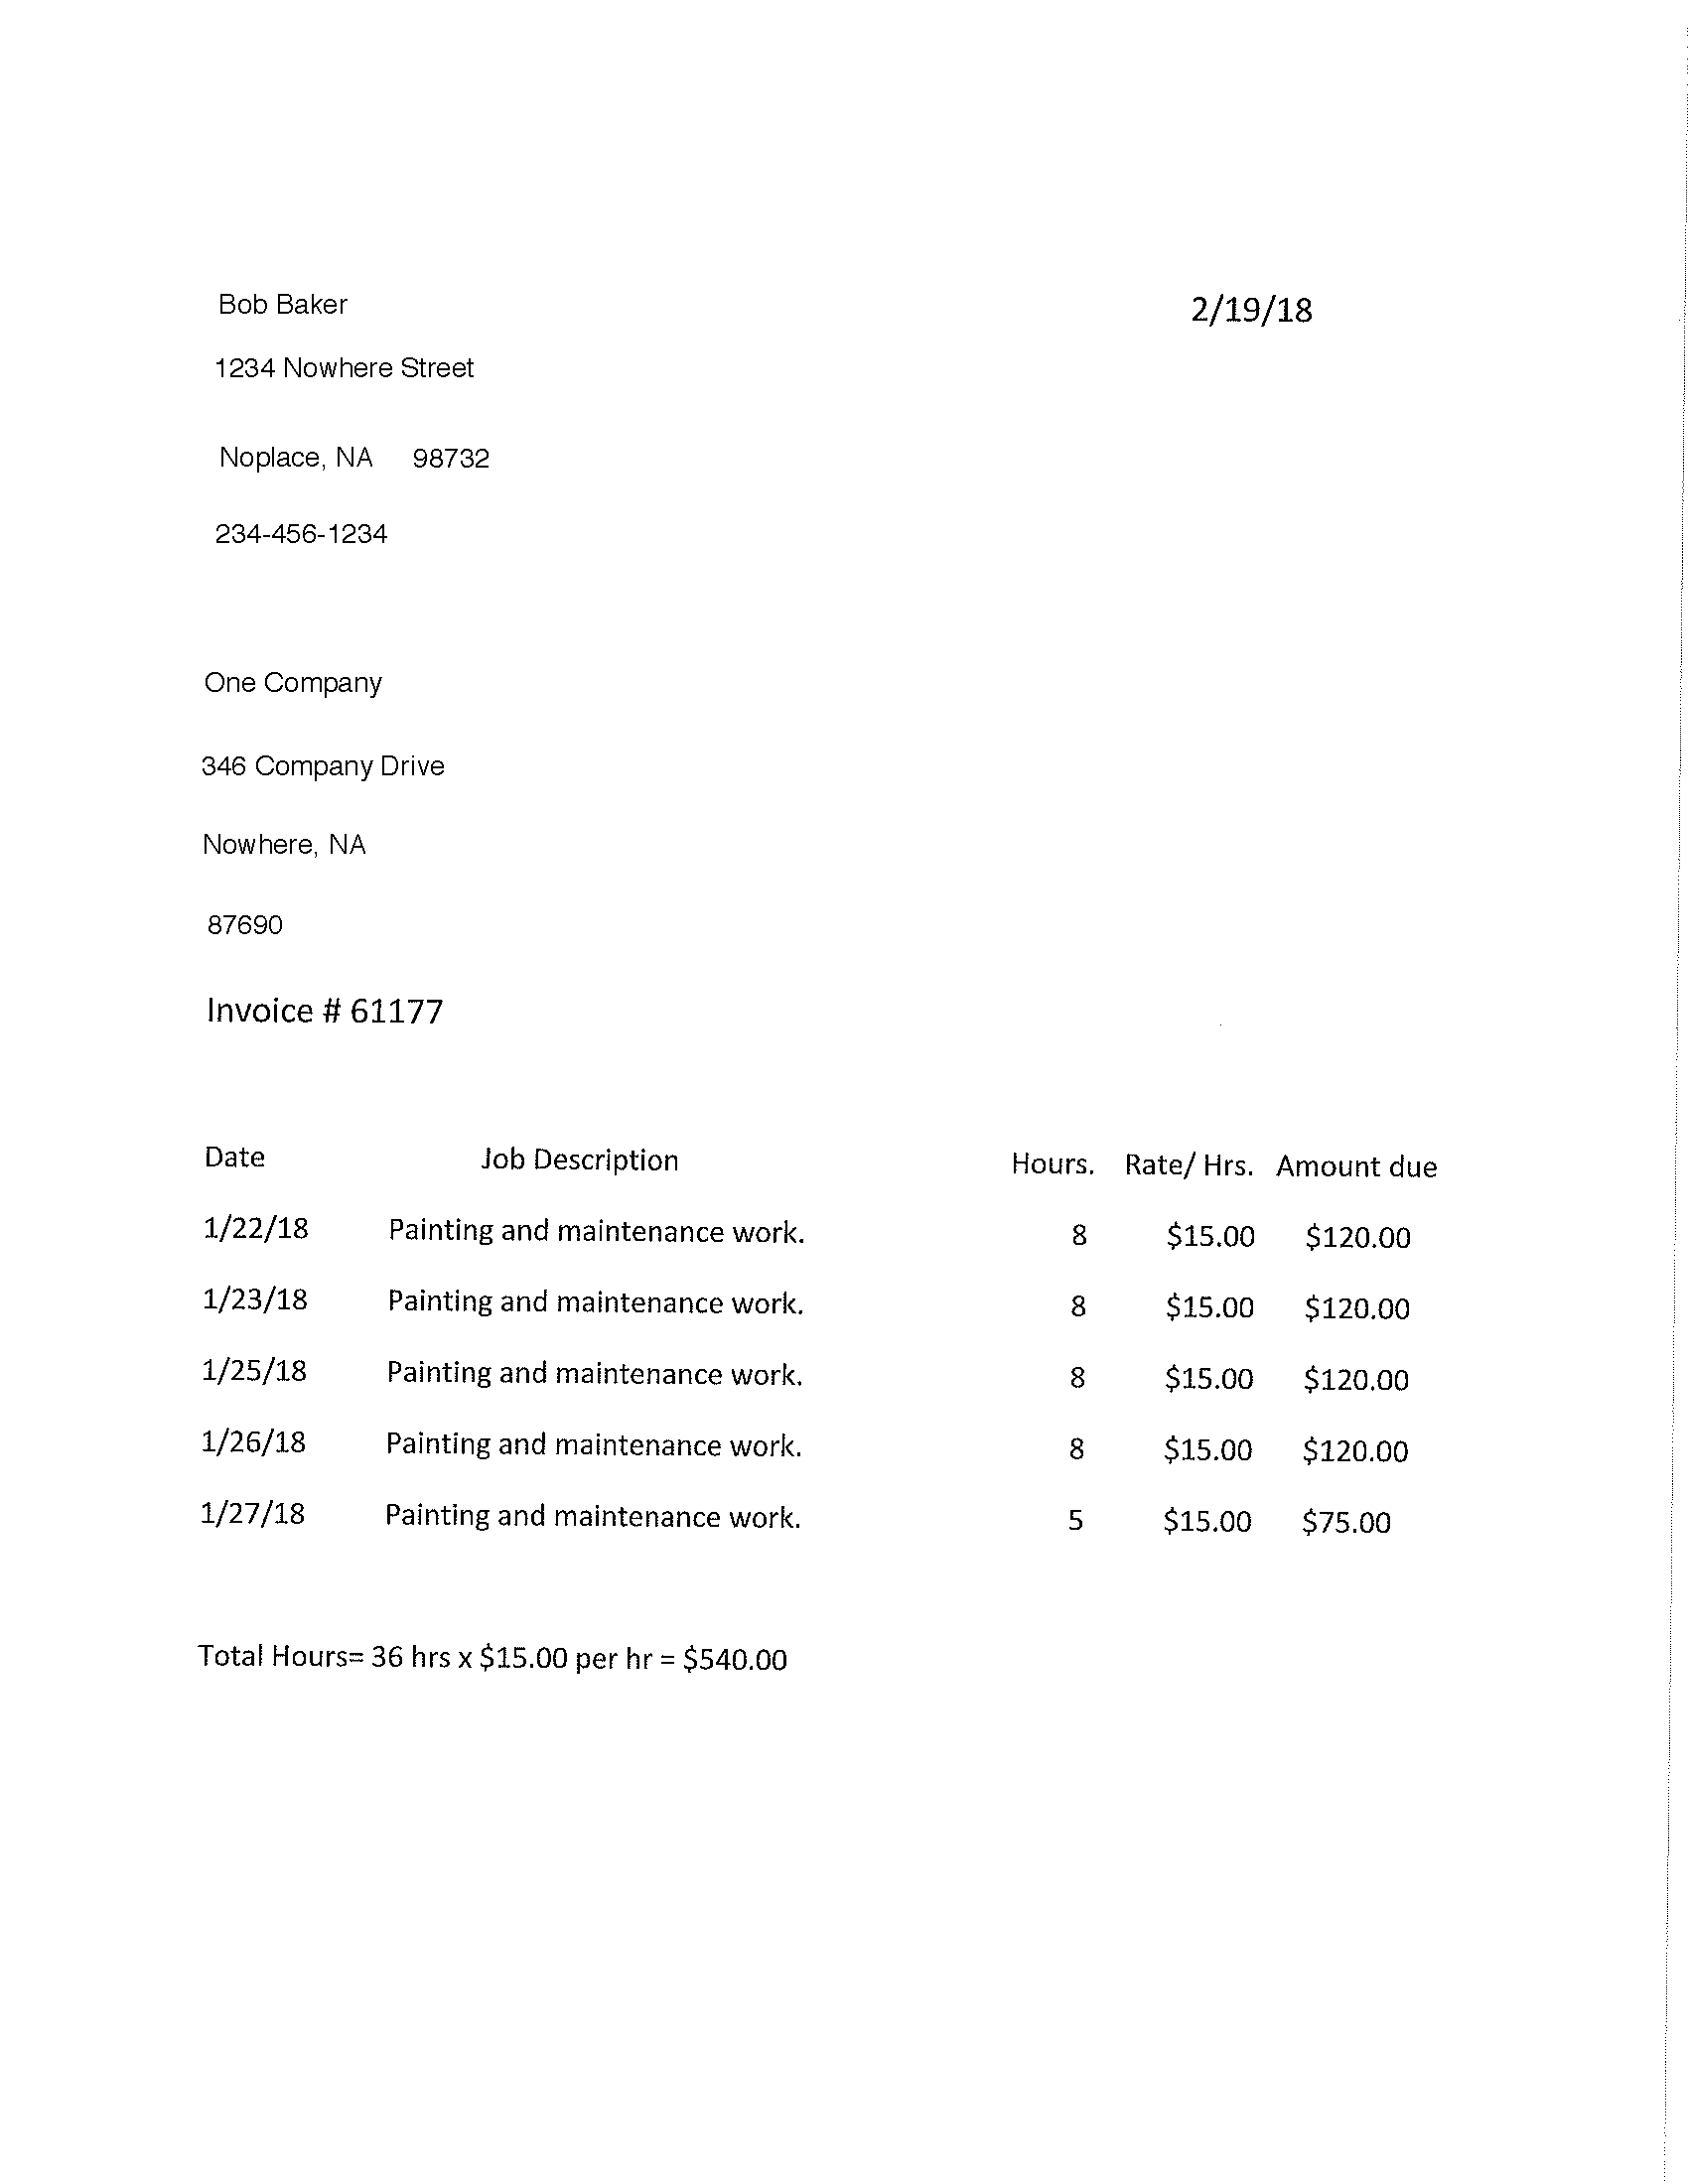 Bob Baker 2/19/18
1234 Nowhere Street
Noplace, NA 98732
234-456-1234
One Company
346 Company Drive
Nowhere, NA
87690
Invoice # 61177
Date Job Description Hours. Rate/ Hrs. Amount due
1/22/18 Painting and maintenance work. 8 $15.00 $120.00
1/23/18 Painting and maintenance work. 8 $15.00 $120.00
1/25/18 Painting and maintenance work. 8 $15.00 $120.00
1/26/18 Painting and maintenance work. 8 $15.00 $120.00
1/27/18 Painting and maintenance work. 5 $15.00 $75.00
Total Hours= 36 hrs x $15.00 per hr = $540.00